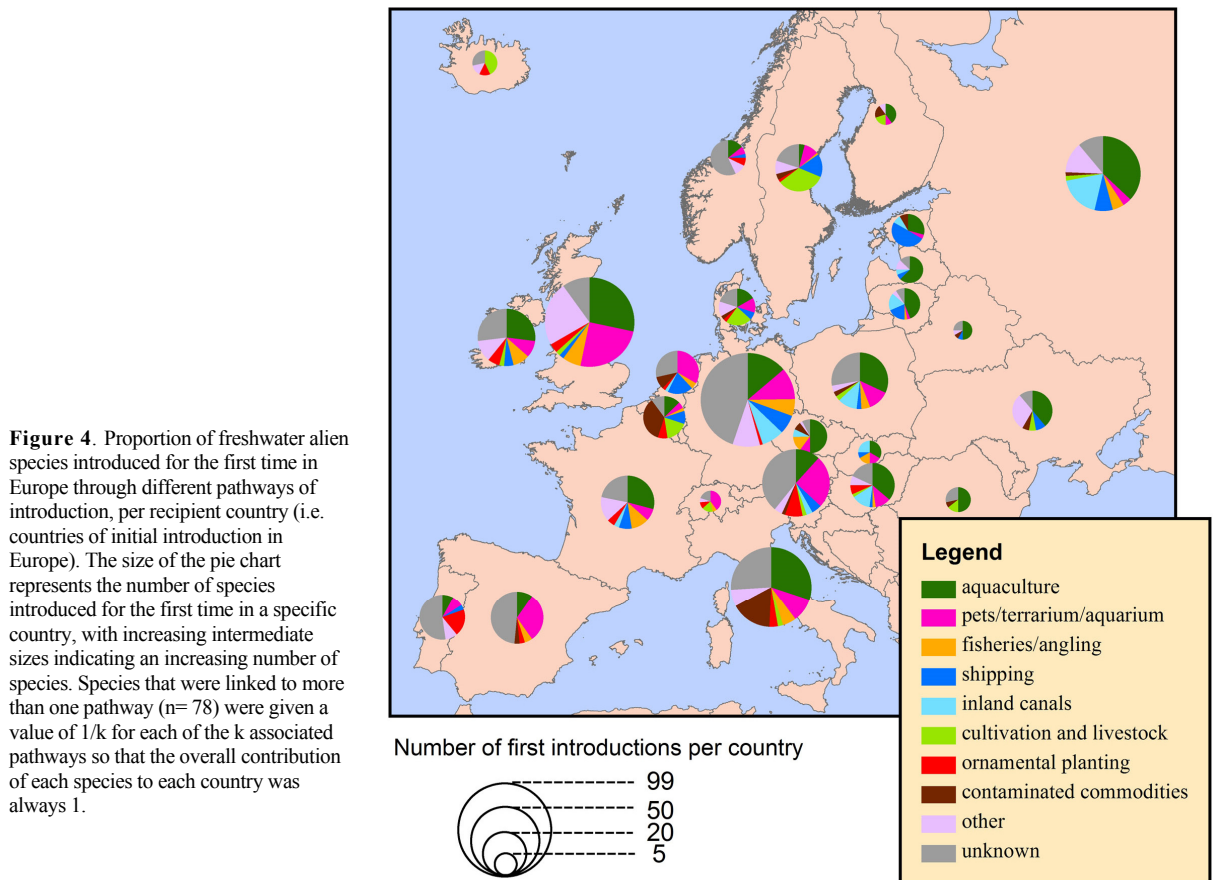 Figure 4. Proportion of freshwater alien
species introduced for the first time in
Europe through different pathways of
introduction, per recipient country (i.e.
countries of initial introduction in
Europe). The size of the pie chart
represents the number of species
introduced for the first time in a specific
country, with increasing intermediate
sizes indicating an increasing number of
species. Species that were linked to more
than one pathway (n= 78) were given a
value of 1/k for each of the k associated
pathways so that the overall contribution
of each species to each country was
always 1.
Number of first introductions per country
99
50
20
5
Legend
aquaculture
pets/terrarium/aquarium
fisheries/angling
shipping
inland canals
cultivation and livestock
ornamental planting
contaminated commodities
other
unknown